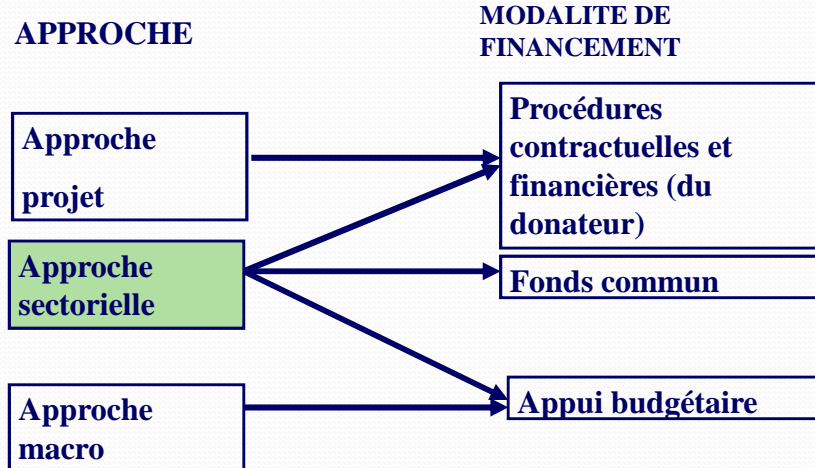 APPROCHE
MODALITE DE
FINANCEMENT
Approche
projet
Procédures
contractuelles et
financières (du
donateur)
Approche
sectorielle
Fonds commun
Approche
macro
Appui budgétaire